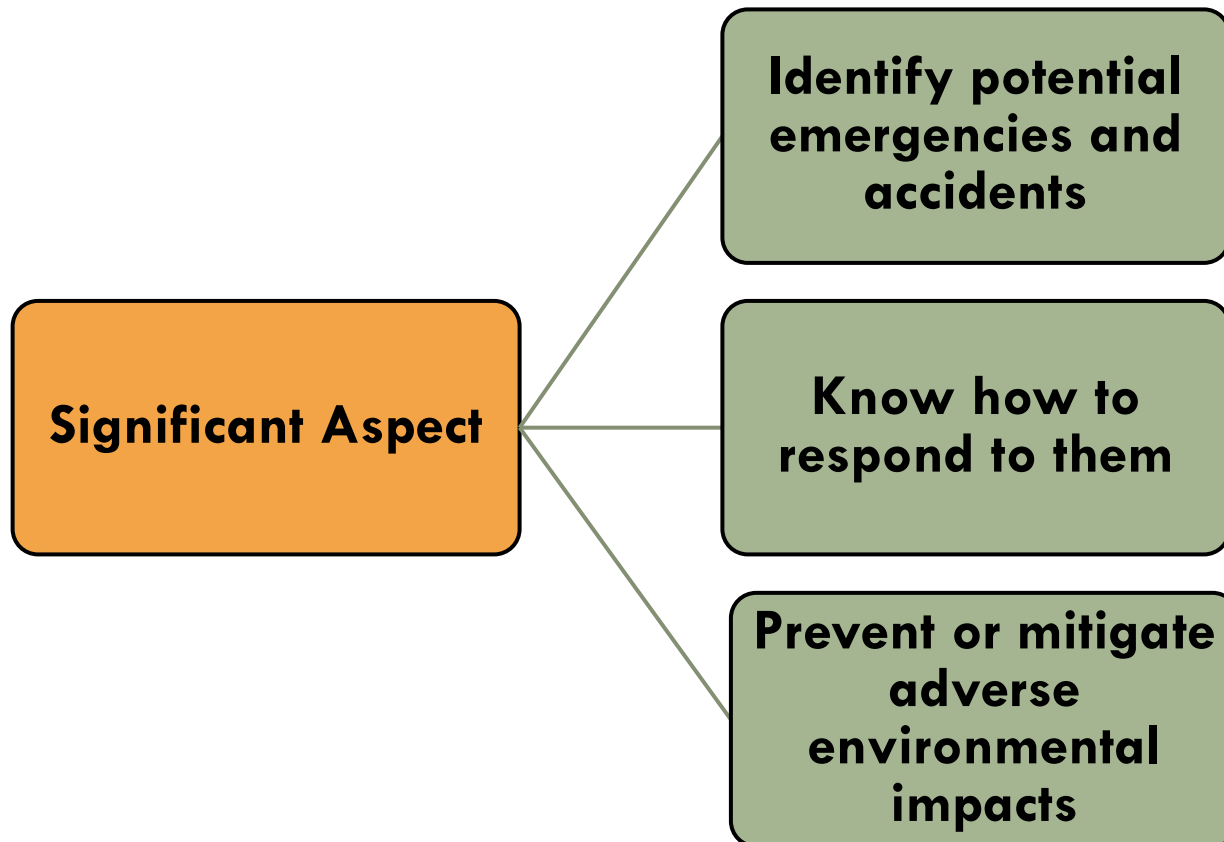 Identify potential
emergencies and
accidents
Significant Aspect
Know how to
respond to them
Prevent or mitigate
adverse
environmental
impacts